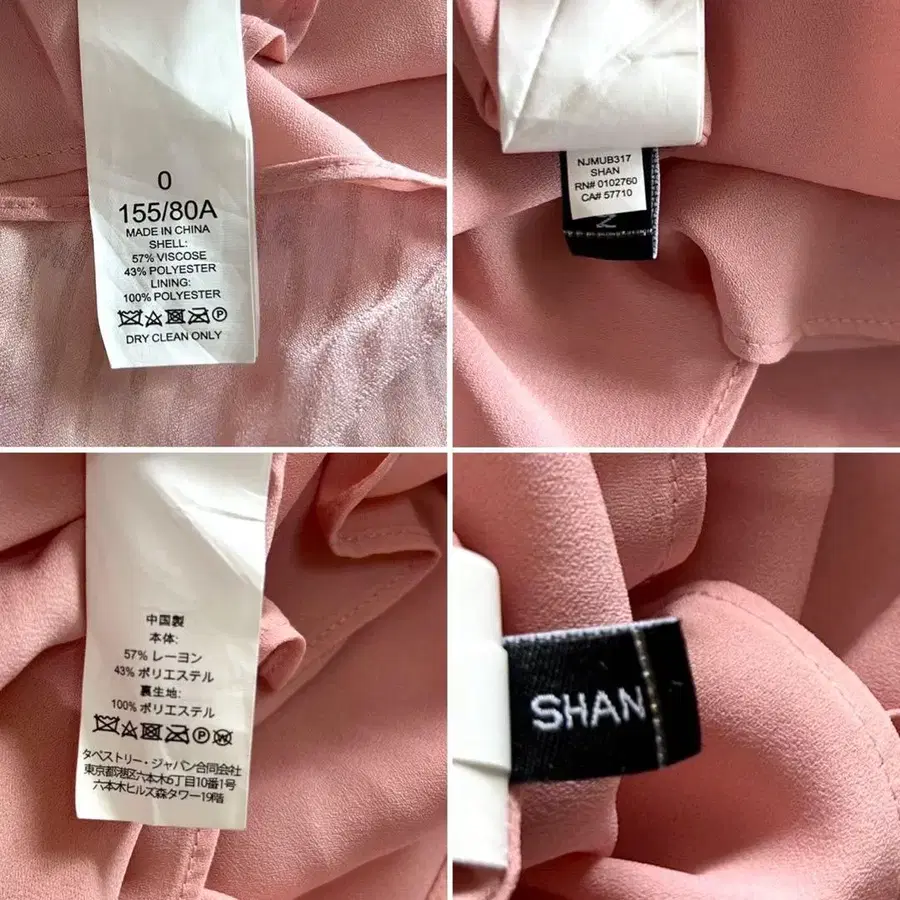 0
155/80A
MADE IN CHINA
SHELL:
57% VISCOSE
43% POLYESTER
LINING:
100% POLYESTER
DRY CLEAN ONLY
NJMUB317
SHAN
RN# 0102760
CA# 57710
M
中国製
本体:
57% レーヨン
43% ポリエステル
裏生地:
100% ポリエステル
タペストリー・ジャパン合同会社
東京都港区六本木6丁目10番1号
六本木ヒルズ森タワー19階
SHAN